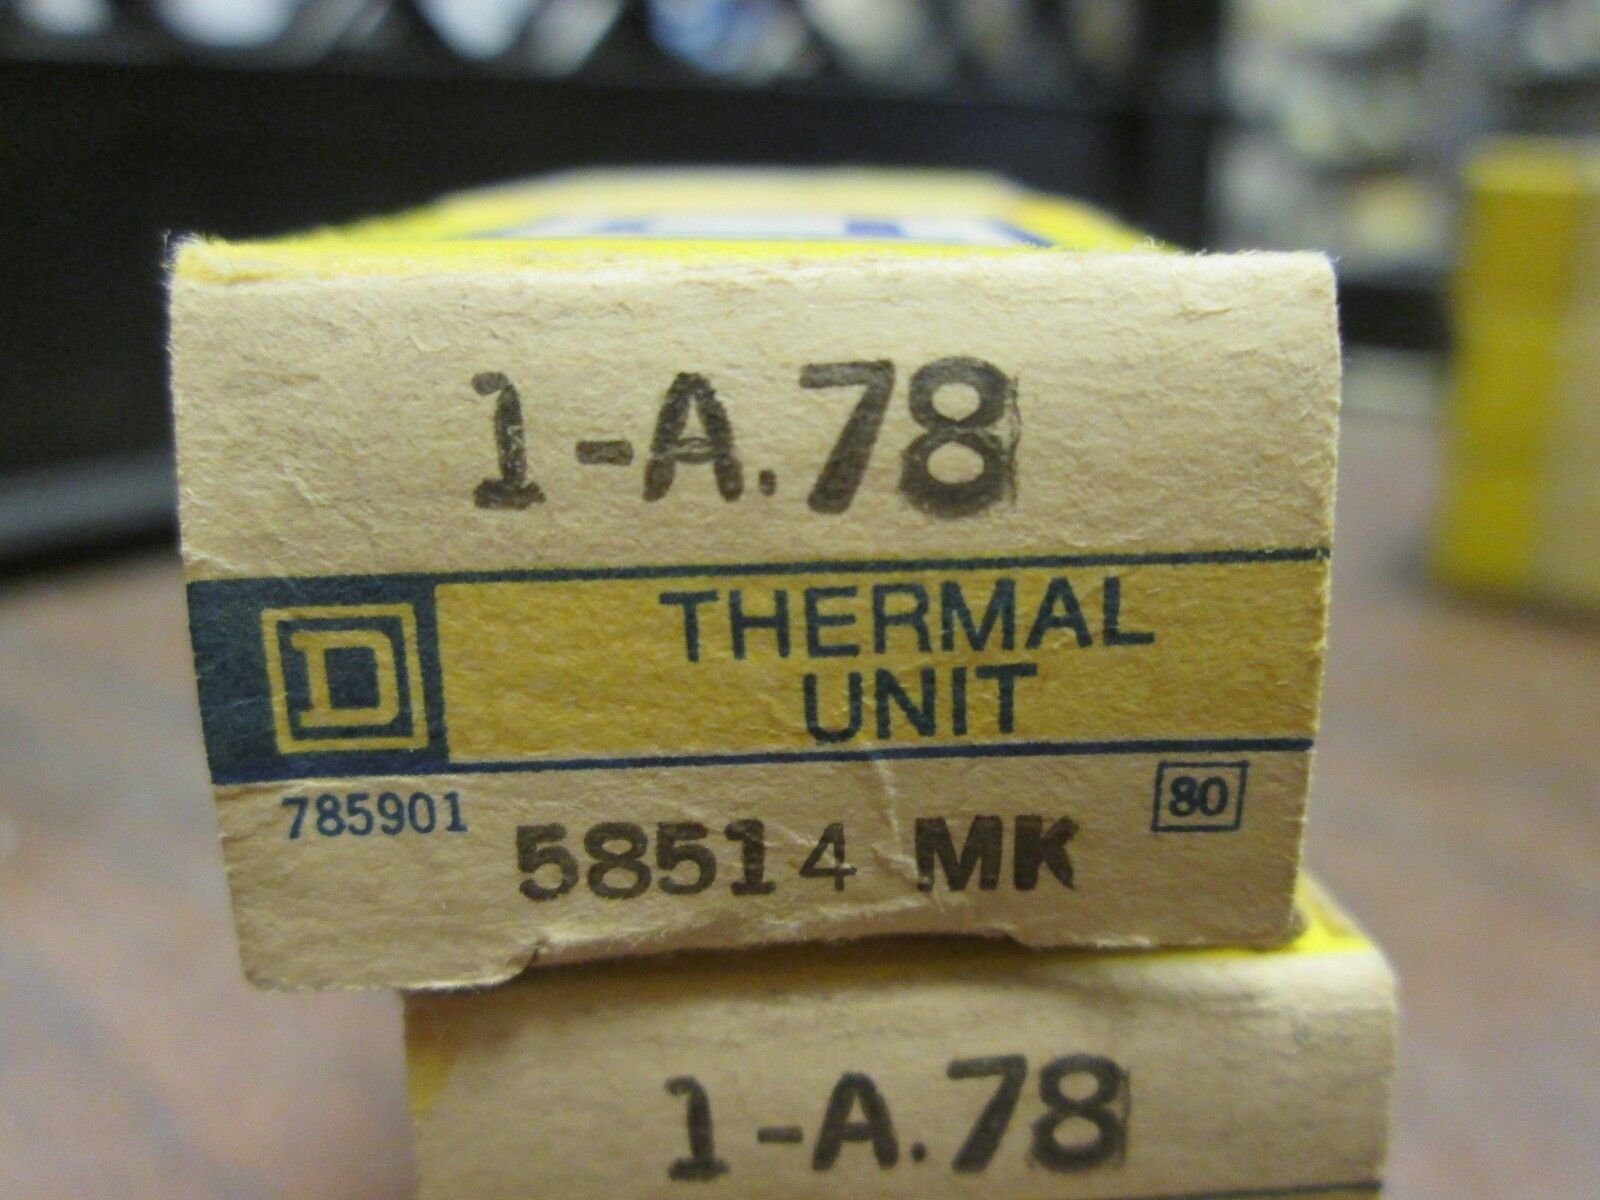 1-A.78
D
THERMAL
UNIT
785901
80
58514 MK
1-A.78